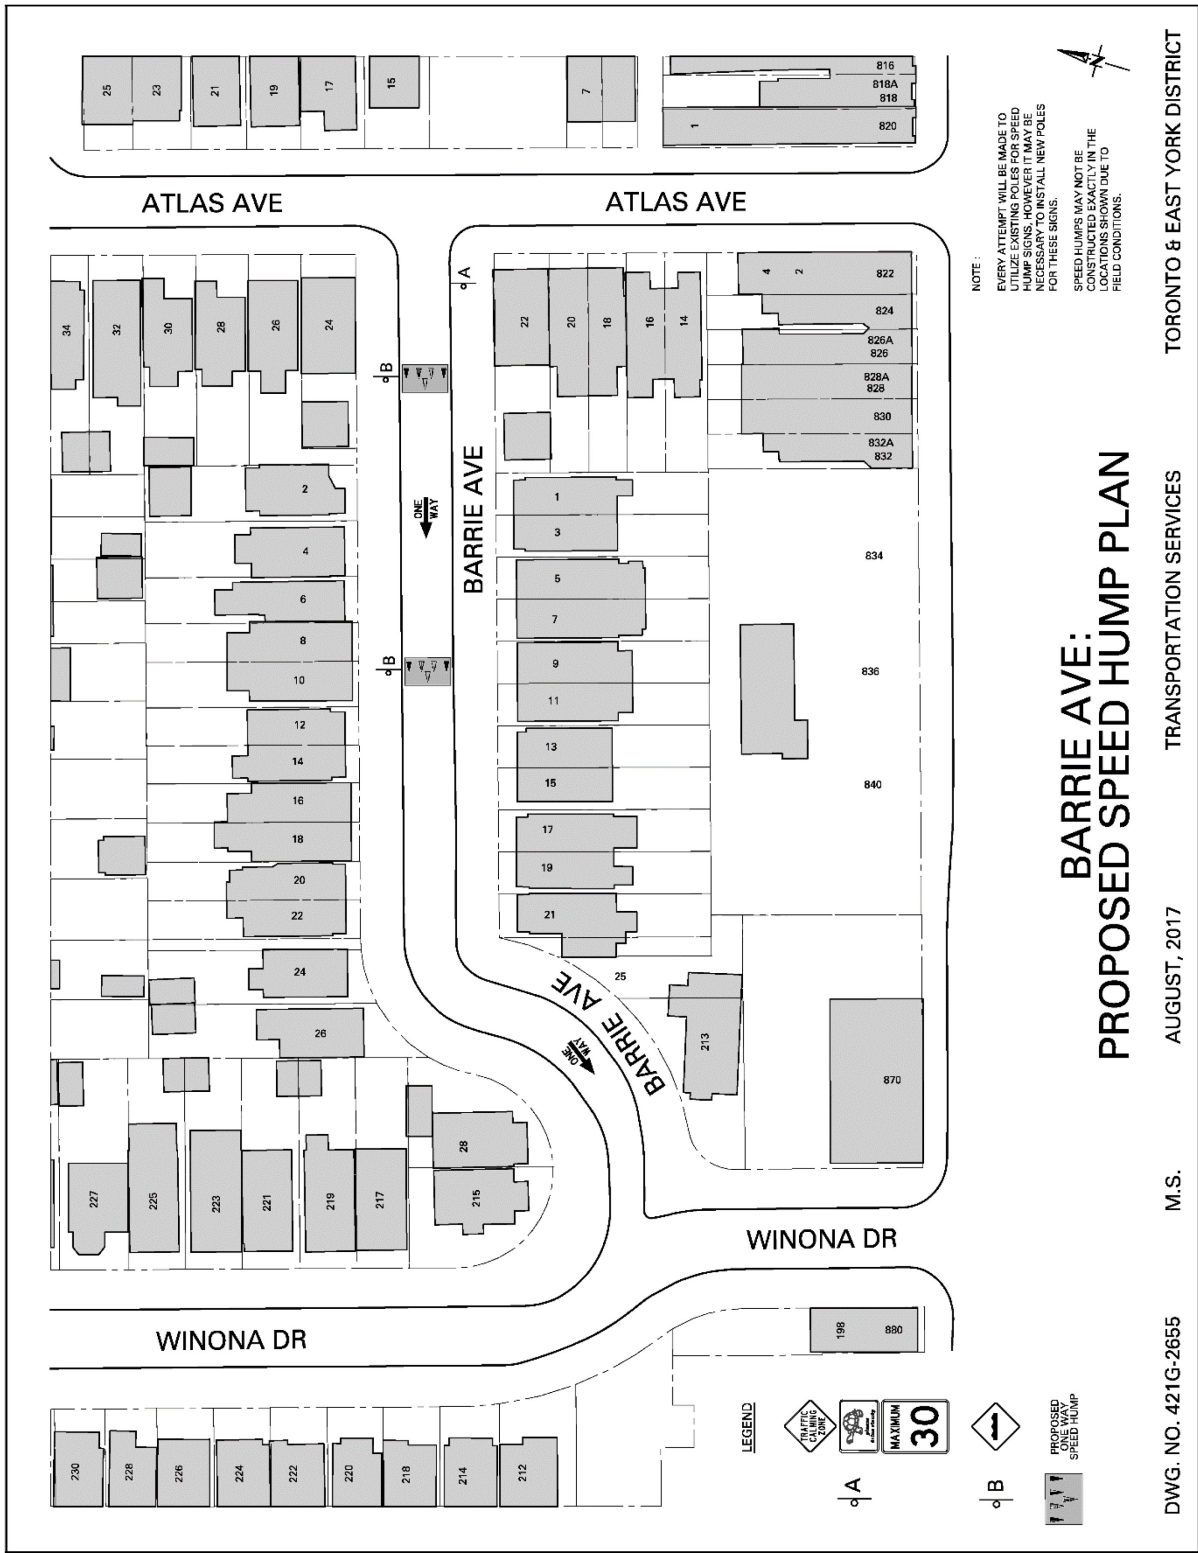 25
23
21
19
17
15
7
816
818A
818
1
820
ATLAS AVE
ATLAS AVE
34
32
30
28
26
24
A
22
20
18
16
14
4
2
822
824
826A
826
828A
828
830
832A
832
B
B
ONE
WAY
BARRIE AVE
2
4
6
8
10
12
14
16
18
20
22
24
26
1
3
5
7
9
11
13
15
17
19
21
25
834
836
840
870
213
BARRIE AVE
ONE
WAY
227
225
223
221
219
217
28
215
WINONA DR
WINONA DR
198
880
230
228
226
224
222
220
218
214
212
LEGEND
A
TRAFFIC
CALMING
ZONE
MAXIMUM
30
B
PROPOSED
ONE WAY
SPEED HUMP
N
NOTE :
EVERY ATTEMPT WILL BE MADE TO
UTILIZE EXISTING POLES FOR SPEED
HUMP SIGNS, HOWEVER IT MAY BE
NECESSARY TO INSTALL NEW POLES
FOR THESE SIGNS.
SPEED HUMPS MAY NOT BE
CONSTRUCTED EXACTLY IN THE
LOCATIONS SHOWN DUE TO
FIELD CONDITIONS.
BARRIE AVE:
PROPOSED SPEED HUMP PLAN
DWG. NO. 421G-2655
M.S.
AUGUST, 2017
TRANSPORTATION SERVICES
TORONTO & EAST YORK DISTRICT